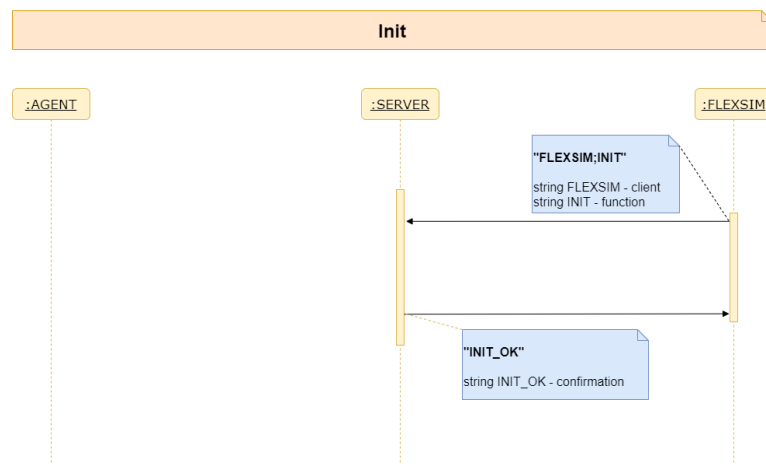 Init
:AGENT
:SERVER
:FLEXSIM
"FLEXSIM;INIT"
string FLEXSIM - client
string INIT - function
"INIT_OK"
string INIT_OK - confirmation